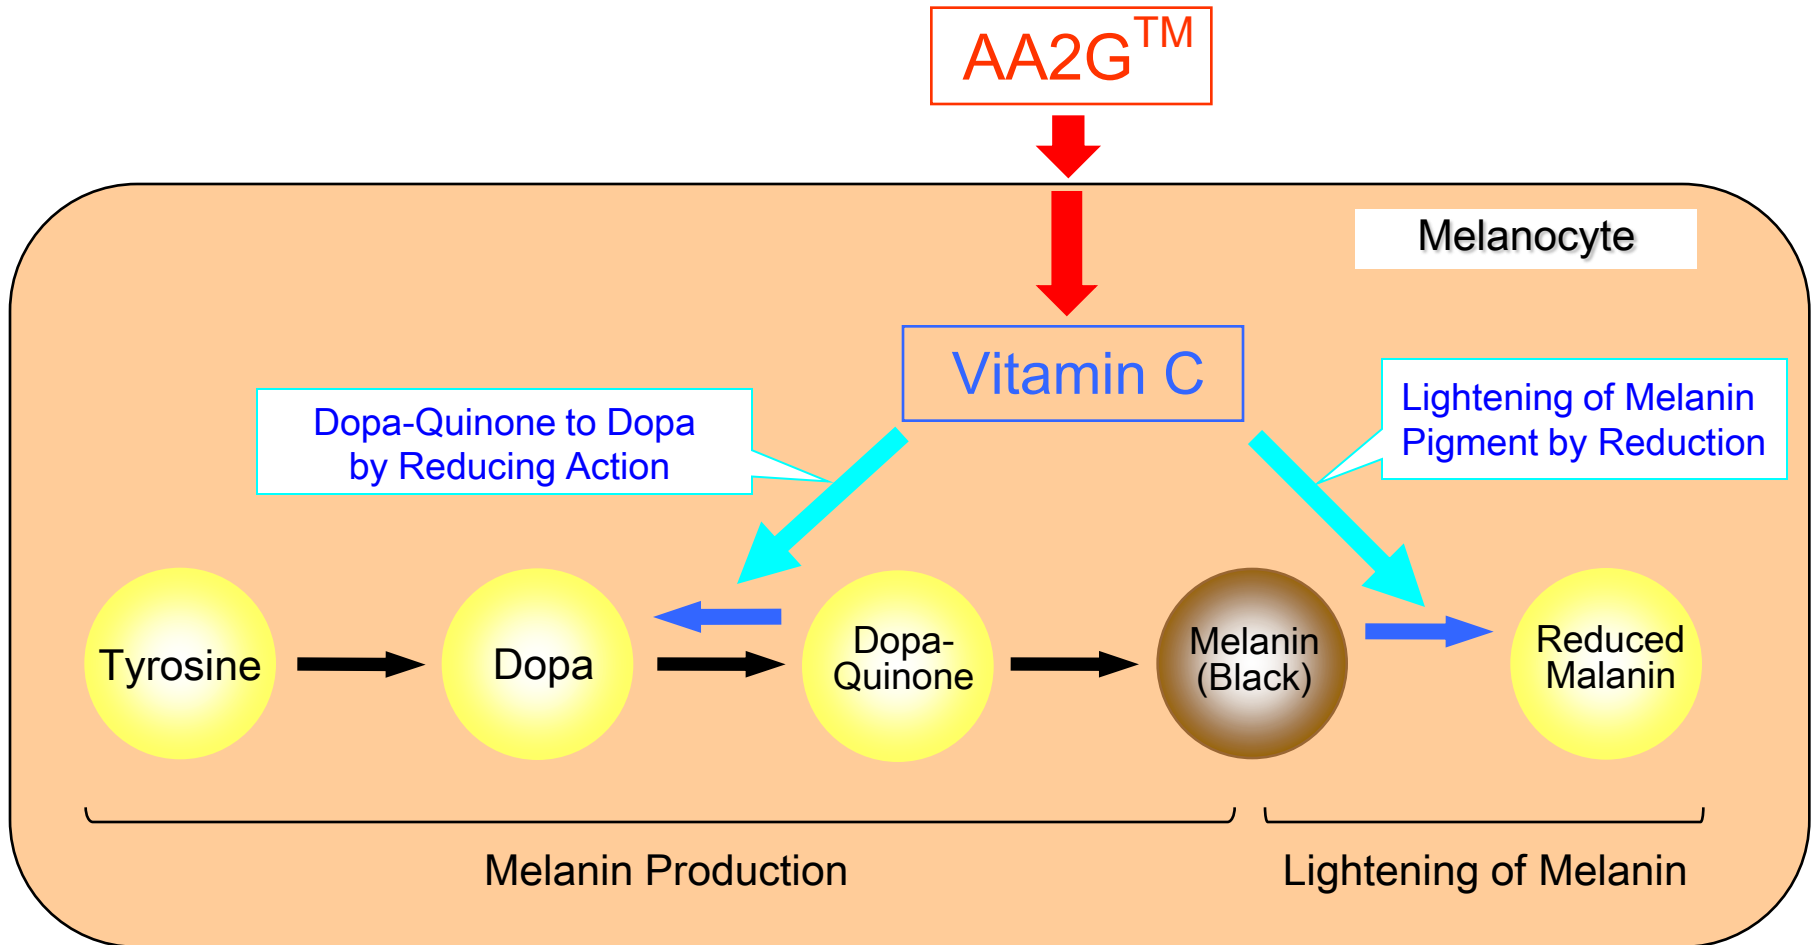 AA2G™
Melanocyte
Vitamin C
Dopa-Quinone to Dopa
by Reducing Action
Lightening of Melanin
Pigment by Reduction
Tyrosine
Dopa
Dopa-
Quinone
Melanin
(Black)
Reduced
Malanin
Melanin Production
Lightening of Melanin